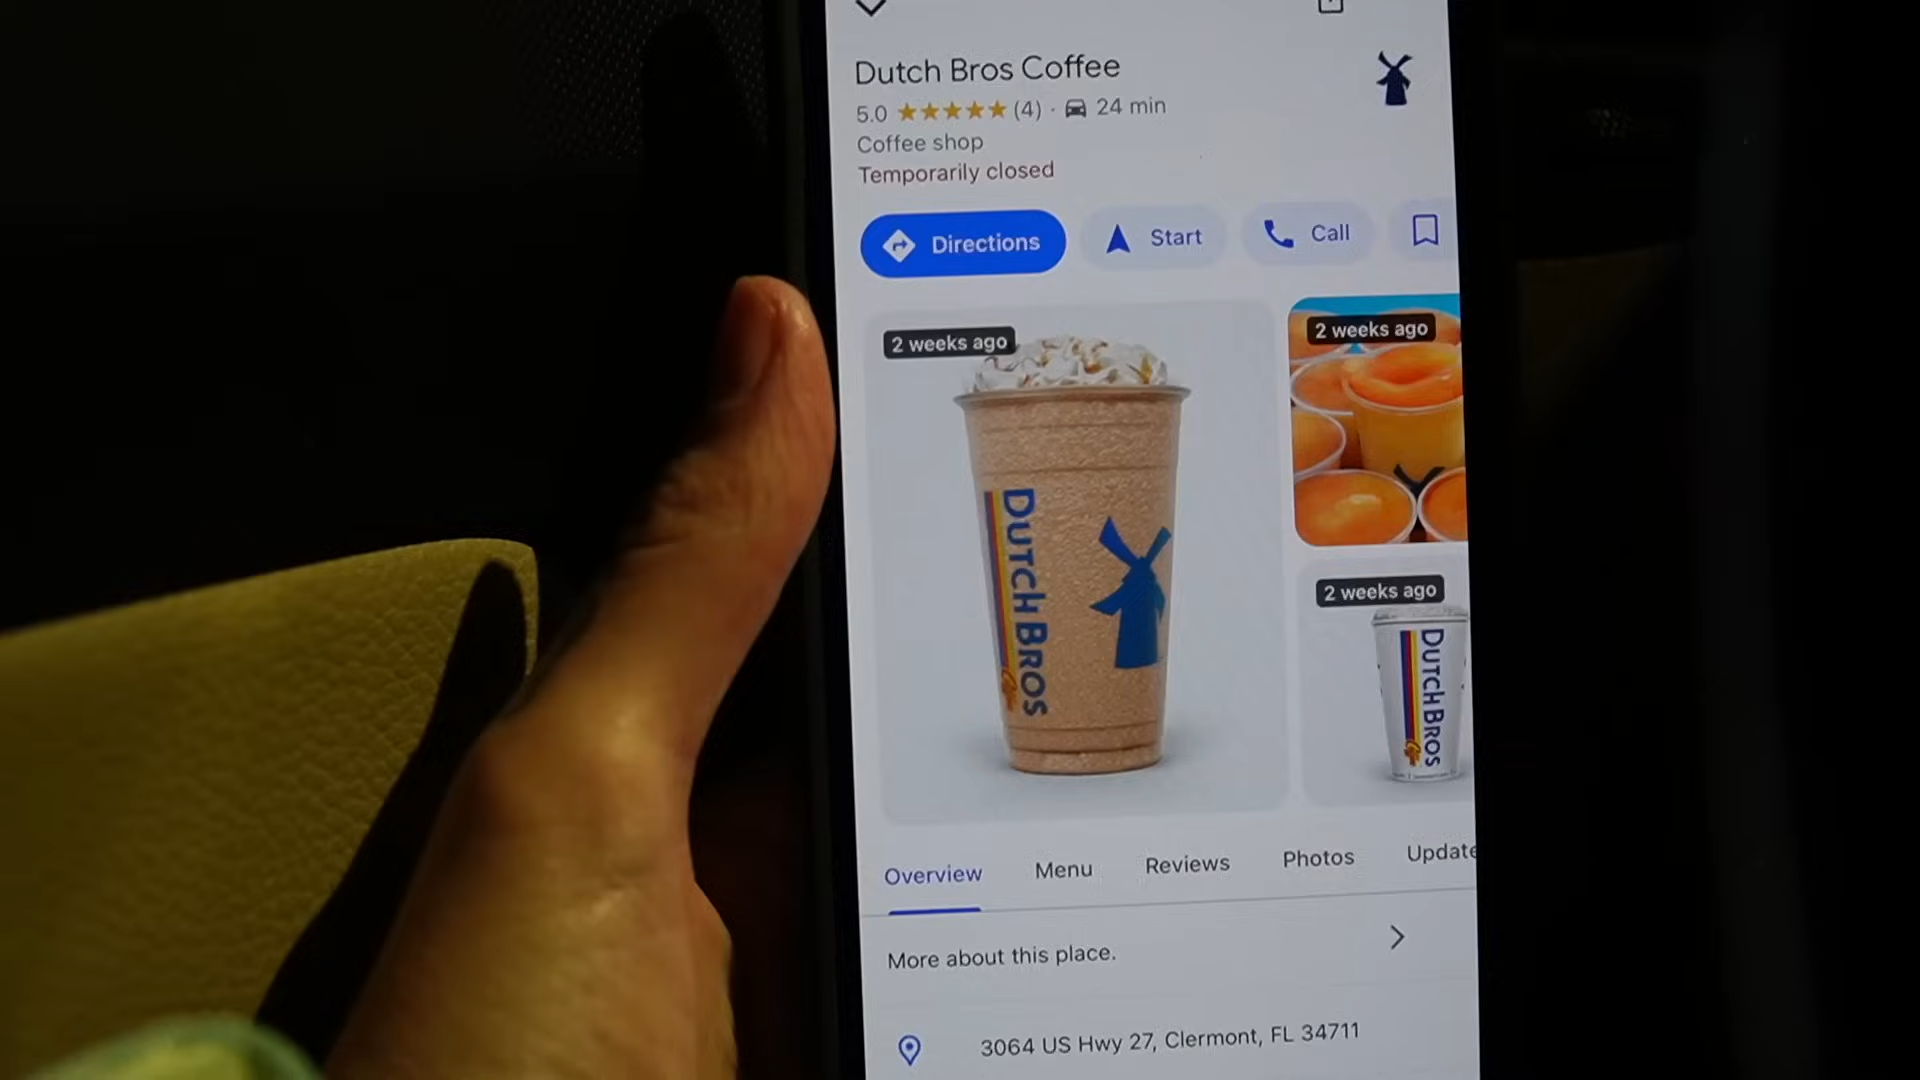 Dutch Bros Coffee
5.0 ★★★★★ (4) · 24 min
Coffee shop
Temporarily closed
Directions
Start
Call
2 weeks ago
2 weeks ago
DUTCH BROS
2 weeks ago
DUTCH BROS
Overview
Menu
Reviews
Photos
Update
More about this place.
3064 US Hwy 27, Clermont, FL 34711